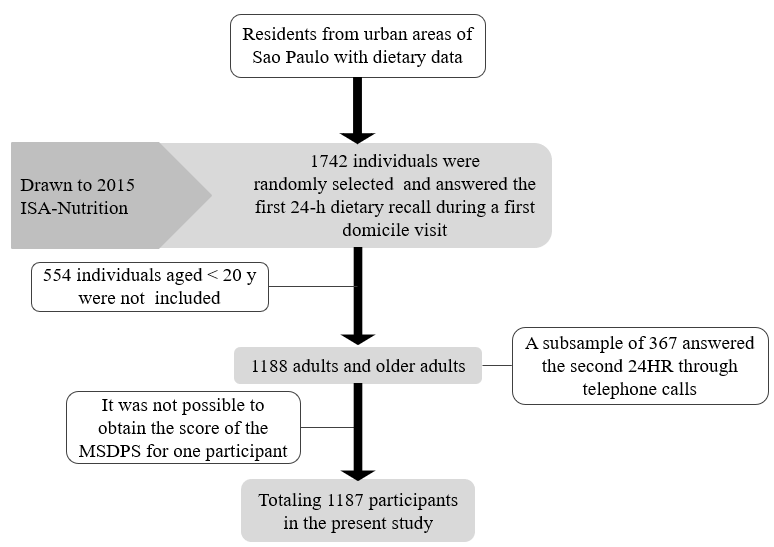 Residents from urban areas of
Sao Paulo with dietary data
Drawn to 2015
ISA-Nutrition
1742 individuals were
randomly selected and answered the
first 24-h dietary recall during a first
domicile visit
554 individuals aged < 20 y
were not included
1188 adults and older adults
A subsample of 367 answered
the second 24HR through
telephone calls
It was not possible to
obtain the score of the
MSDPS for one participant
Totaling 1187 participants
in the present study